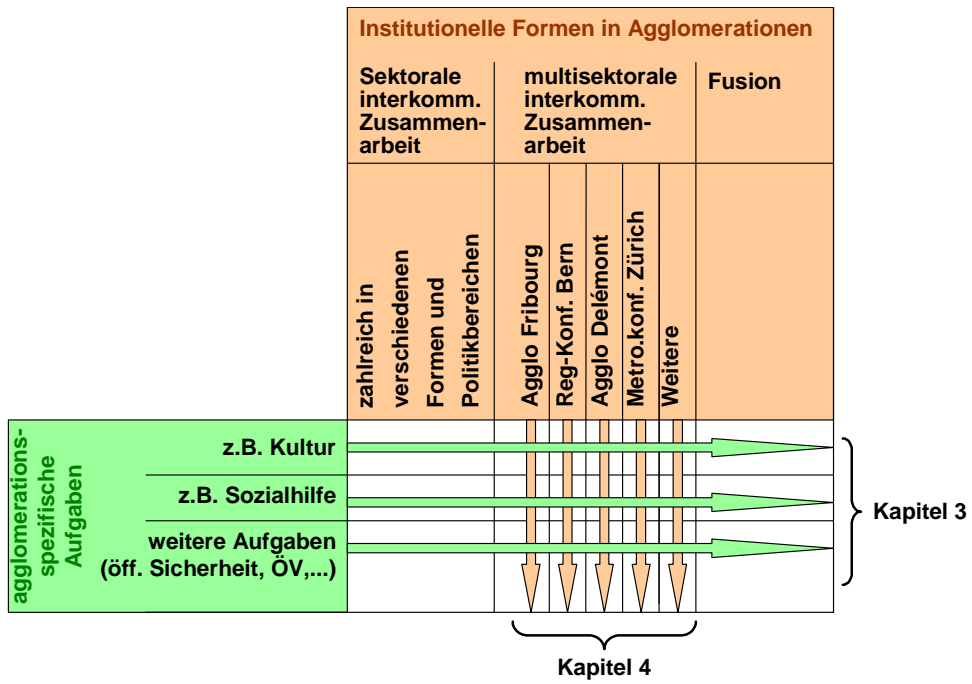 Institutionelle Formen in Agglomerationen
Sektorale
interkomm.
Zusammen-
arbeit
multisektorale
interkomm.
Zusammen-
arbeit
Fusion
zahlreich in
verschiedenen
Formen und
Politikbereichen
Agglo Fribourg
Reg-Konf. Bern
Agglo Delémont
Metro.konf. Zürich
Weitere
agglomerations-
spezifische
Aufgaben
z.B. Kultur
z.B. Sozialhilfe
weitere Aufgaben
(öff. Sicherheit, ÖV,...)
Kapitel 3
Kapitel 4